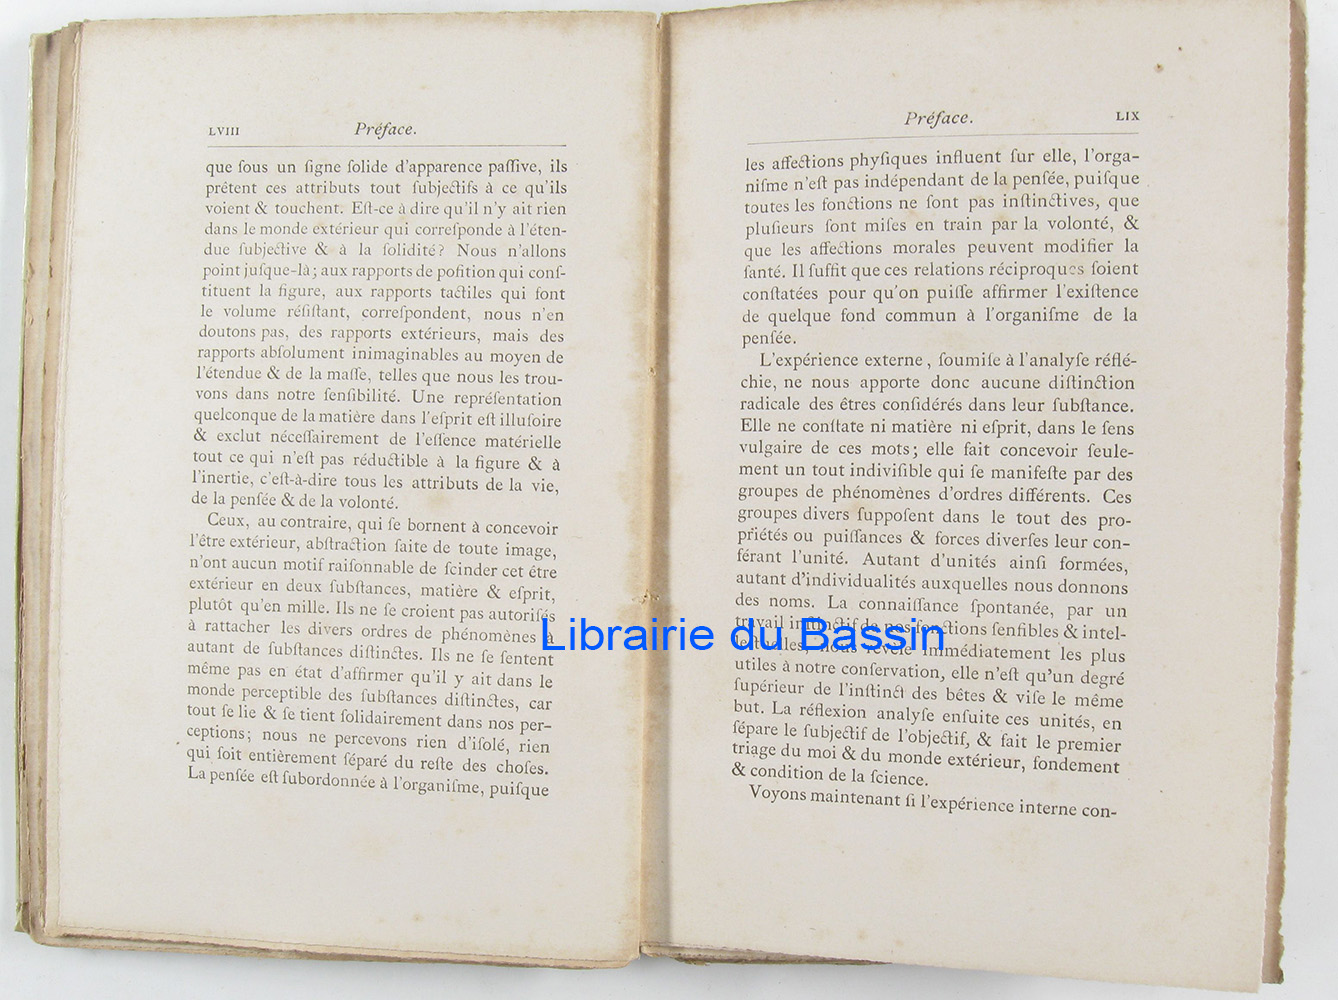 LVIII Préface.
que ſous un ſigne ſolide d'apparence paſſive, ils
prêtent ces attributs tout ſubjectifs à ce qu'ils
voient & touchent. Eſt-ce à dire qu'il n'y ait rien
dans le monde extérieur qui correſponde à l'éten-
due ſubjective & à la ſolidité? Nous n'allons
point juſque-là; aux rapports de poſition qui conſ-
tituent la figure, aux rapports tactiles qui font
le volume réſiſtant, correſpondent, nous n'en
doutons pas, des rapports extérieurs, mais des
rapports abſolument inimaginables au moyen de
l'étendue & de la maſſe, telles que nous les trou-
vons dans notre ſenſibilité. Une repréſentation
quelconque de la matière dans l'eſprit eſt illuſoire
& exclut néceſſairement de l'eſſence matérielle
tout ce qui n'eſt pas réductible à la figure & à
l'inertie, c'eſt-à-dire tous les attributs de la vie,
de la penſée & de la volonté.
Ceux, au contraire, qui ſe bornent à concevoir
l'être extérieur, abſtraction faite de toute image,
n'ont aucun motif raiſonnable de ſcinder cet être
extérieur en deux ſubſtances, matière & eſprit,
plutôt qu'en mille. Ils ne ſe croient pas autoriſés
à rattacher les divers ordres de phénomènes à
autant de ſubſtances diſtinctes. Ils ne ſe ſentent
même pas en état d'affirmer qu'il y ait dans le
monde perceptible des ſubſtances diſtinctes, car
tout ſe lie & ſe tient ſolidairement dans nos per-
ceptions; nous ne percevons rien d'iſolé, rien
qui ſoit entièrement ſéparé du reſte des choſes.
La penſée eſt ſubordonnée à l'organiſme, puiſque
Préface. LIX
les affections phyſiques influent ſur elle, l'orga-
niſme n'eſt pas indépendant de la penſée, puiſque
toutes les fonctions ne ſont pas inſtinctives, que
pluſieurs ſont miſes en train par la volonté, &
que les affections morales peuvent modifier la
ſanté. Il ſuffit que ces relations réciproques ſoient
conſtatées pour qu'on puiſſe affirmer l'exiſtence
de quelque fond commun à l'organiſme de la
penſée.
L'expérience externe, ſoumiſe à l'analyſe réflé-
chie, ne nous apporte donc aucune diſtinction
radicale des êtres conſidérés dans leur ſubſtance.
Elle ne conſtate ni matière ni eſprit, dans le ſens
vulgaire de ces mots; elle fait concevoir ſeule-
ment un tout indiviſible qui ſe manifeſte par des
groupes de phénomènes d'ordres différents. Ces
groupes divers ſuppoſent dans le tout des pro-
priétés ou puiſſances & forces diverſes leur con-
férant l'unité. Autant d'unités ainſi formées,
autant d'individualités auxquelles nous donnons
des noms. La connaiſſance ſpontanée, par un
travail inſtinctif de nos fonctions ſenſibles & intel-
lectuelles, nous révèle immédiatement les plus
utiles à notre conſervation, elle n'eſt qu'un degré
ſupérieur de l'inſtinct des bêtes & viſe le même
but. La réflexion analyſe enſuite ces unités, en
ſépare le ſubjectif de l'objectif, & fait le premier
triage du moi & du monde extérieur, fondement
& condition de la ſcience.
Voyons maintenant ſi l'expérience interne con-
Librairie du Bassin